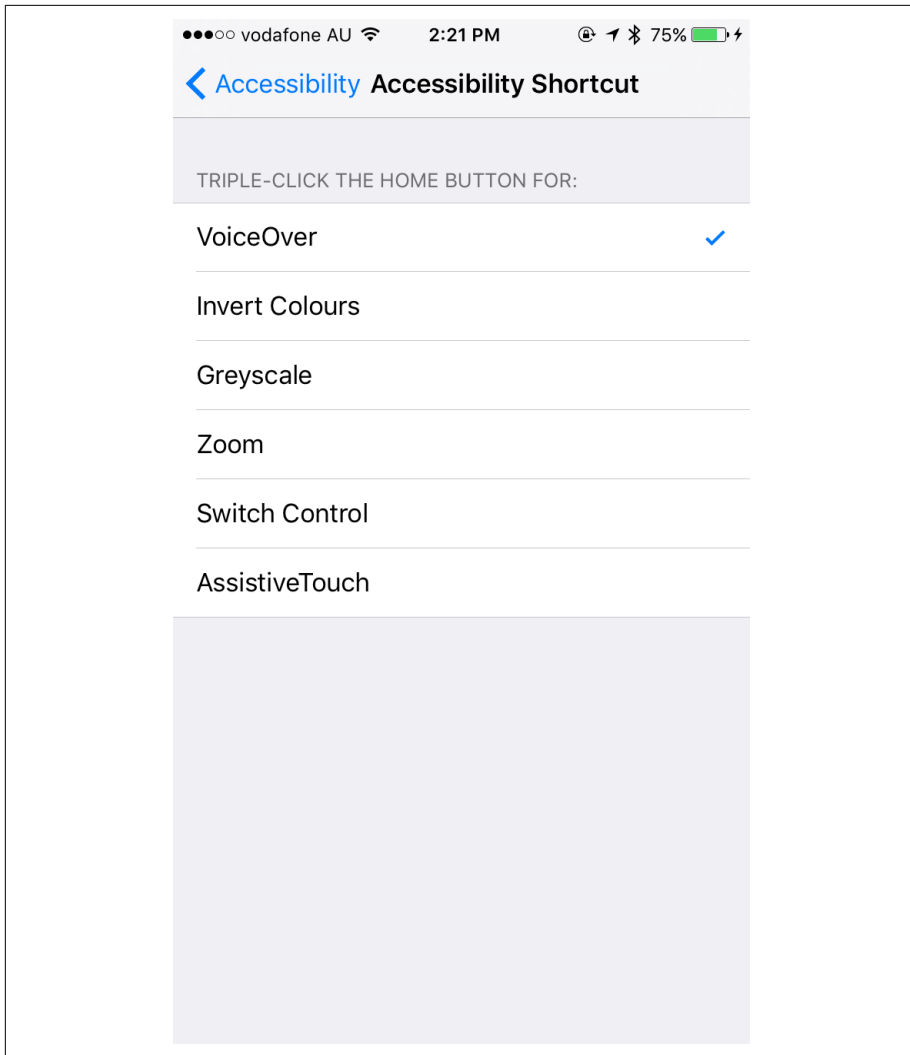 vodafone AU 2:21 PM 75%
Accessibility Accessibility Shortcut
TRIPLE-CLICK THE HOME BUTTON FOR:
VoiceOver
Invert Colours
Greyscale
Zoom
Switch Control
AssistiveTouch